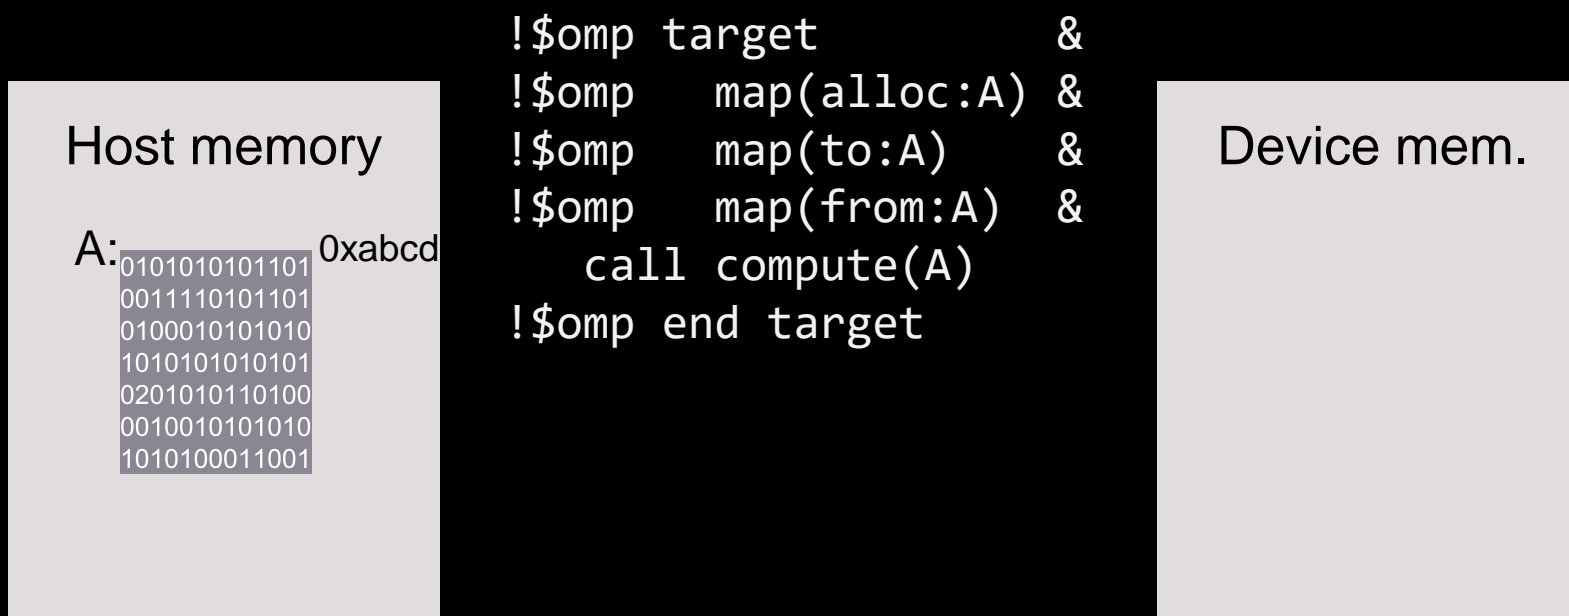 !$omp target &
!$omp map(alloc:A) &
!$omp map(to:A) &
!$omp map(from:A) &
call compute(A)
!$omp end target
Host memory
A: 0xabcd
0101010101101
0011110101101
0100010101010
1010101010101
0201010110100
0010010101010
1010100011001
Device mem.